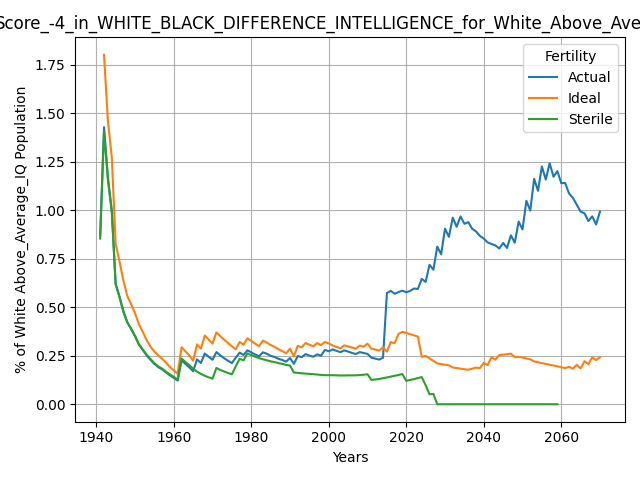 Score_-4_in_WHITE_BLACK_DIFFERENCE_INTELLIGENCE_for_White_Above_Ave
Fertility
Actual
Ideal
Sterile
% of White Above_Average_IQ Population
1.75
1.50
1.25
1.00
0.75
0.50
0.25
0.00
1940 1960 1980 2000 2020 2040 2060
Years